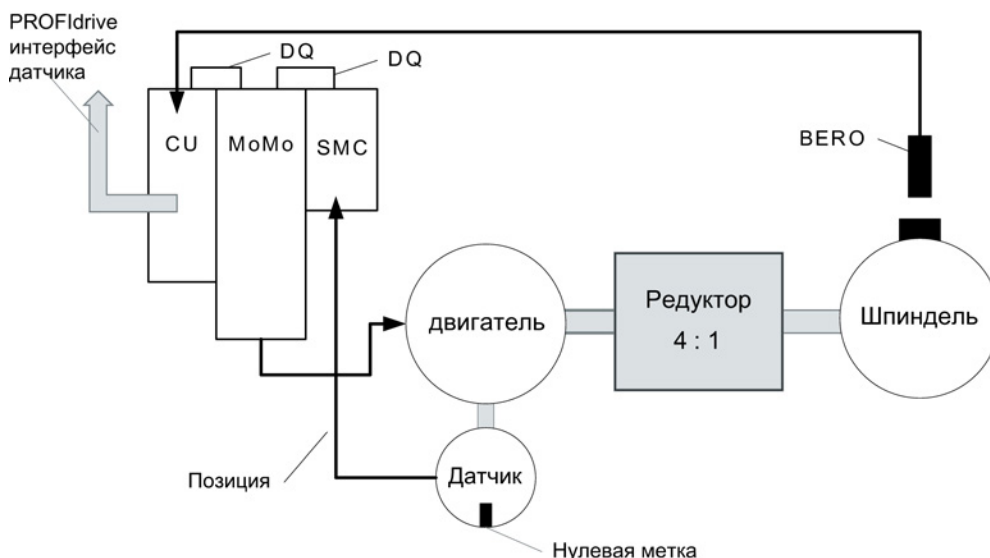 PROFIdrive
интерфейс
датчика
DQ
DQ
CU
MoMo
SMC
BERO
двигатель
Редуктор
4 : 1
Шпиндель
Позиция
Датчик
Нулевая метка